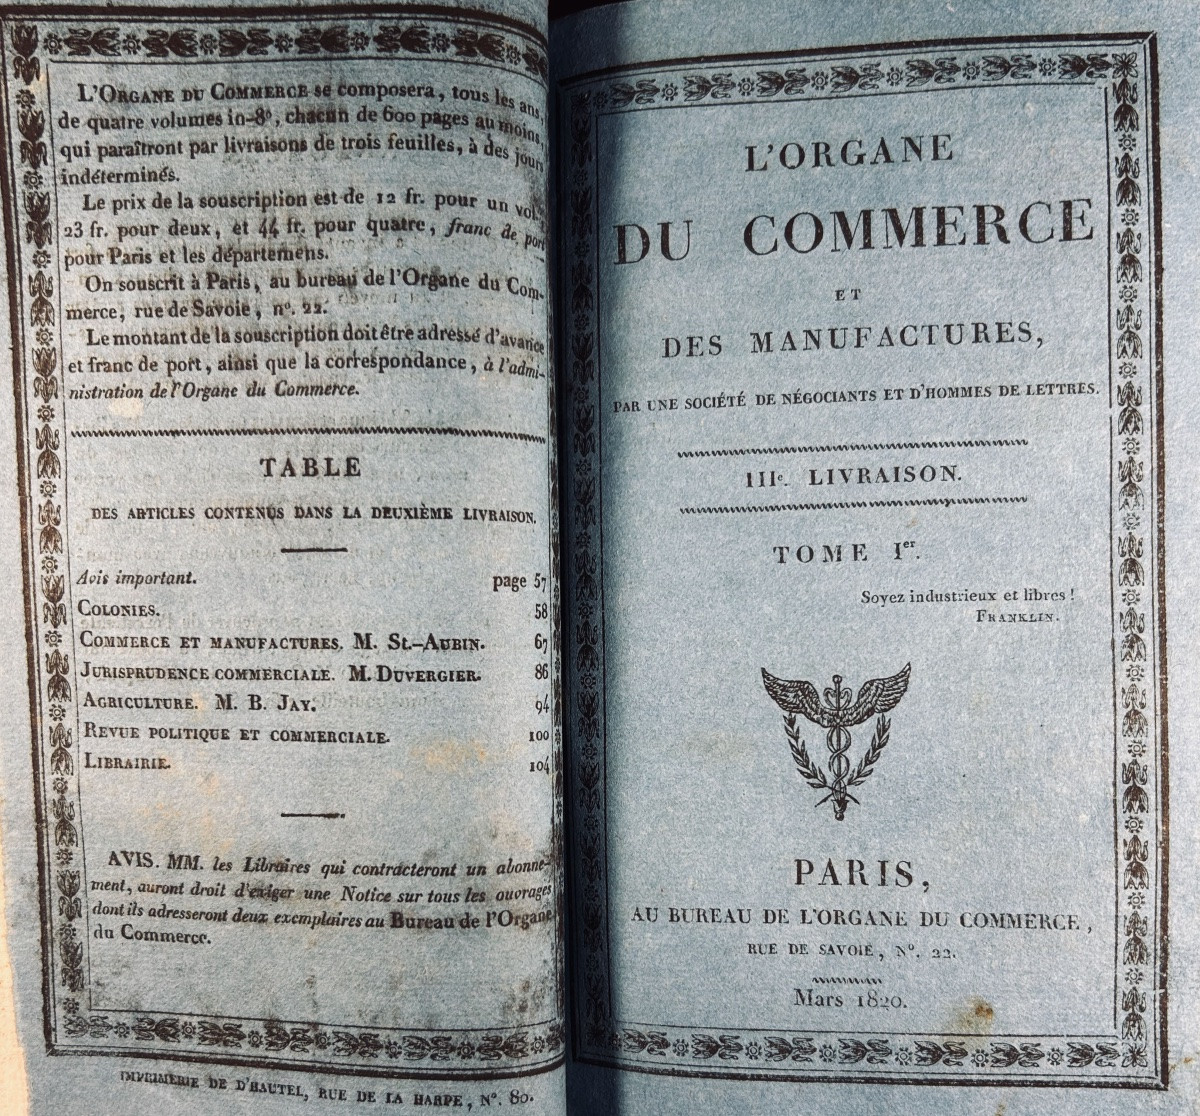 L'ORGANE DU COMMERCE se composera, tous les ans,
de quatre volumes in-8º, chacun de 600 pages au moins,
qui paraîtront par livraisons de trois feuilles, à des jours
indéterminés.
Le prix de la souscription est de 12 fr. pour un vol.
23 fr. pour deux, et 44 fr. pour quatre, franc de port
pour Paris et les départemens.
On souscrit à Paris, au bureau de l'Organe du Com-
merce, rue de Savoie, nº. 22.
Le montant de la souscription doit être adressé d'avance
et franc de port, ainsi que la correspondance, à l'admi-
nistration de l'Organe du Commerce.
TABLE
DES ARTICLES CONTENUS DANS LA DEUXIÈME LIVRAISON.
Avis important. page 57
COLONIES. 58
COMMERCE ET MANUFACTURES. M. ST.-AUBIN. 67
JURISPRUDENCE COMMERCIALE. M. DUVERGIER. 86
AGRICULTURE. M. B. JAY. 94
REVUE POLITIQUE ET COMMERCIALE. 100
LIBRAIRIE. 104
AVIS. MM. les Libraires qui contracteront un abonne-
ment, auront droit d'exiger une Notice sur tous les ouvrages
dont ils adresseront deux exemplaires au Bureau de l'Organe
du Commerce.
IMPRIMERIE DE D'HAUTEL, RUE DE LA HARPE, Nº. 80.
L'ORGANE
DU COMMERCE
ET
DES MANUFACTURES,
PAR UNE SOCIÉTÉ DE NÉGOCIANTS ET D'HOMMES DE LETTRES.
IIIe. LIVRAISON.
TOME Ier.
Soyez industrieux et libres !
FRANKLIN.
PARIS,
AU BUREAU DE L'ORGANE DU COMMERCE,
RUE DE SAVOIE, Nº. 22.
Mars 1820.